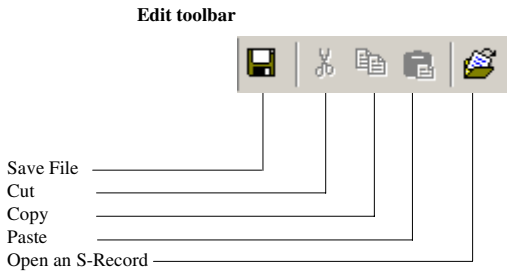 Edit toolbar
Save File
Cut
Copy
Paste
Open an S-Record